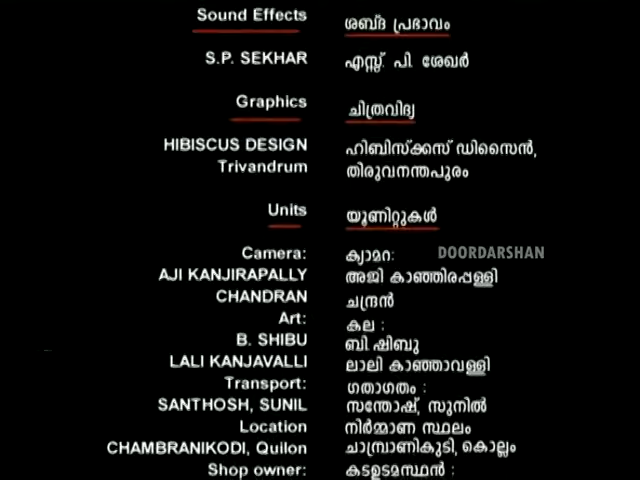 Sound Effects ശബ്ദ പ്രഭാവം
S.P. SEKHAR എസ്സ്. പി. ശേഖർ
Graphics ചിത്രവിദ്യ
HIBISCUS DESIGN ഹിബിസ്ക്കസ് ഡിസൈൻ,
Trivandrum തിരുവനന്തപുരം
Units യൂണിറ്റുകൾ
Camera: ക്യാമറ: DOORDARSHAN
AJI KANJIRAPALLY അജി കാഞ്ഞിരപ്പള്ളി
CHANDRAN ചന്ദ്രൻ
Art: കല :
B. SHIBU ബി.ഷിബു
LALI KANJAVALLI ലാലി കാഞ്ഞാവള്ളി
Transport: ഗതാഗതം :
SANTHOSH, SUNIL സന്തോഷ്, സുനിൽ
Location നിർമ്മാണ സ്ഥലം
CHAMBRANIKODI, Quilon ചാമ്പ്രാണികുടി, കൊല്ലം
Shop owner: കടഉടമസ്ഥൻ :